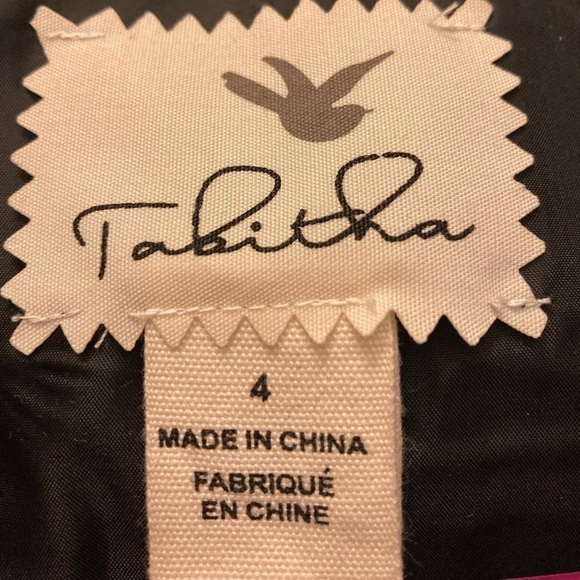 Tabitha
4
MADE IN CHINA
FABRIQUÉ
EN CHINE